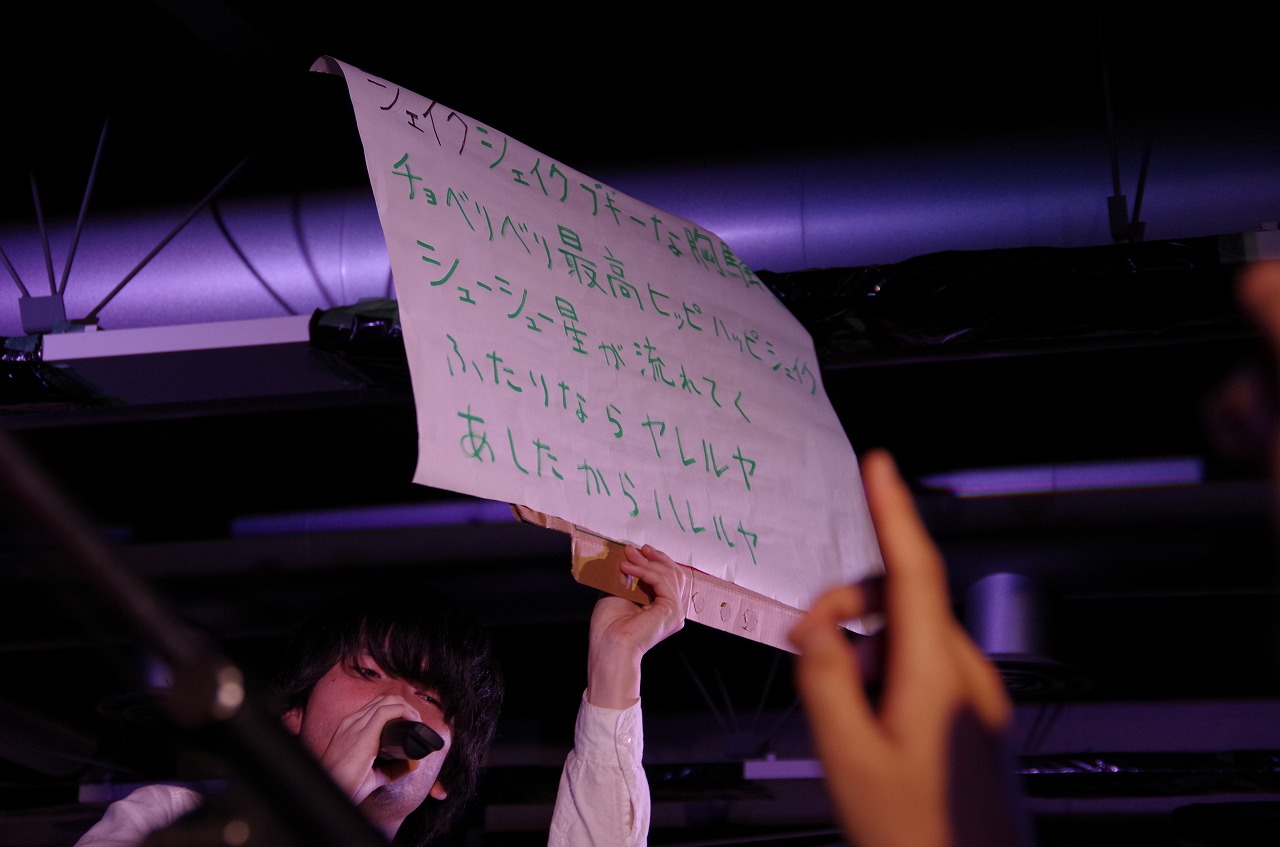 シェイクシェイクブギーな胸騒
チョベリベリ最高ヒッピハッピシェイク
シューシュー星が流れてく
ふたりならヤレルヤ
あしたからハレルヤ